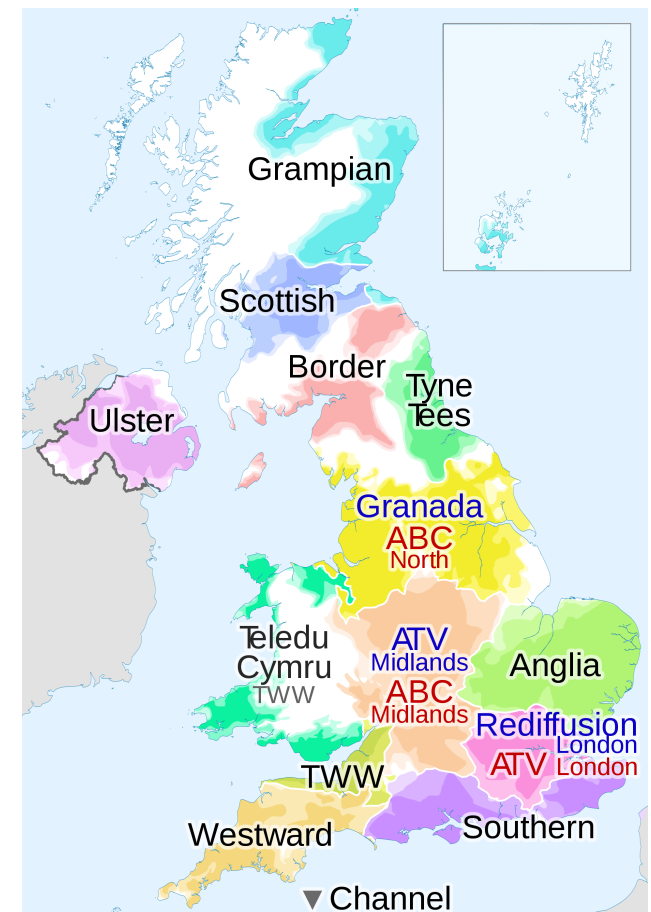 Grampian
Scottish
Border
Tyne
Tees
Ulster
Granada
ABC
North
Teledu
Cymru
TWW
ATV
Midlands
ABC
Midlands
Anglia
Rediffusion
London
ATV London
TWW
Southern
Westward
Channel